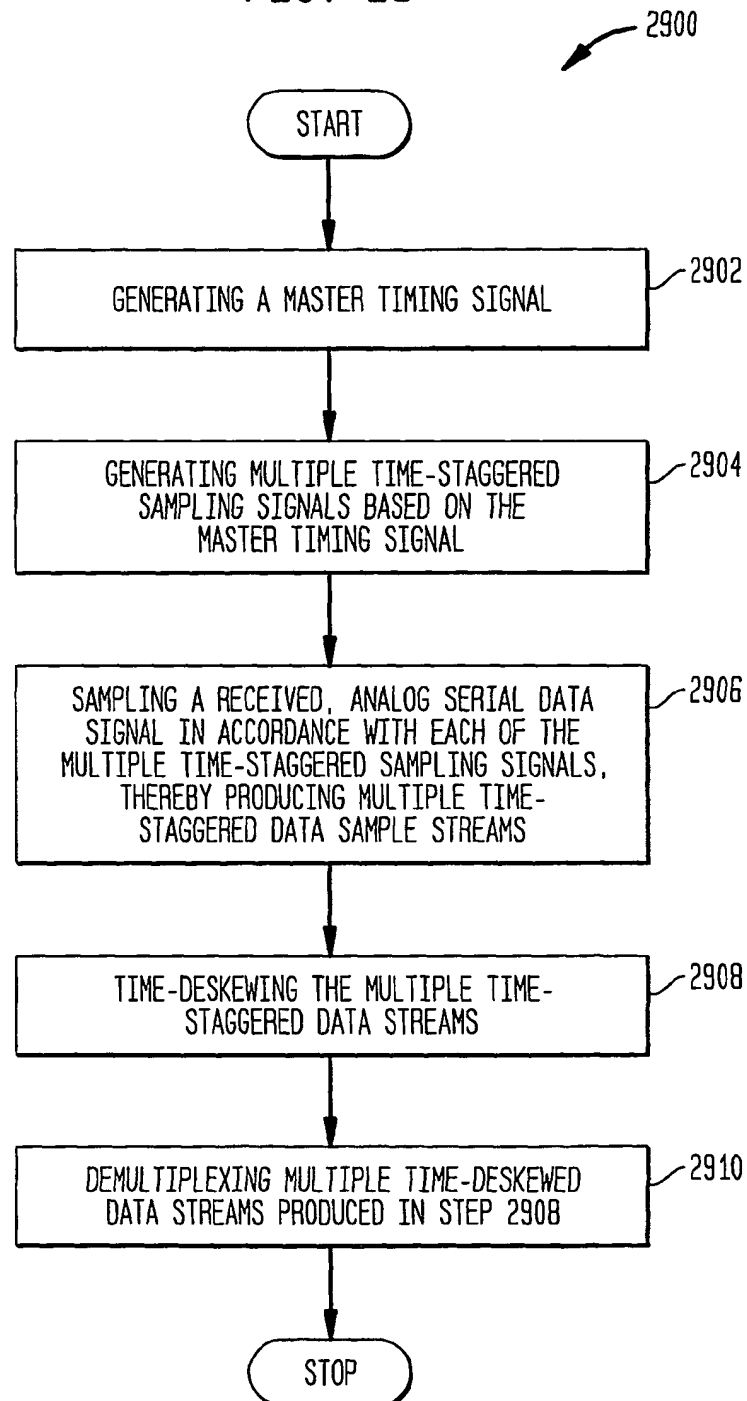 2900
START
GENERATING A MASTER TIMING SIGNAL
2902
GENERATING MULTIPLE TIME-STAGGERED
SAMPLING SIGNALS BASED ON THE
MASTER TIMING SIGNAL
2904
SAMPLING A RECEIVED, ANALOG SERIAL DATA
SIGNAL IN ACCORDANCE WITH EACH OF THE
MULTIPLE TIME-STAGGERED SAMPLING SIGNALS,
THEREBY PRODUCING MULTIPLE TIME-
STAGGERED DATA SAMPLE STREAMS
2906
TIME-DESKEWING THE MULTIPLE TIME-
STAGGERED DATA STREAMS
2908
DEMULTIPLEXING MULTIPLE TIME-DESKEWED
DATA STREAMS PRODUCED IN STEP 2908
2910
STOP